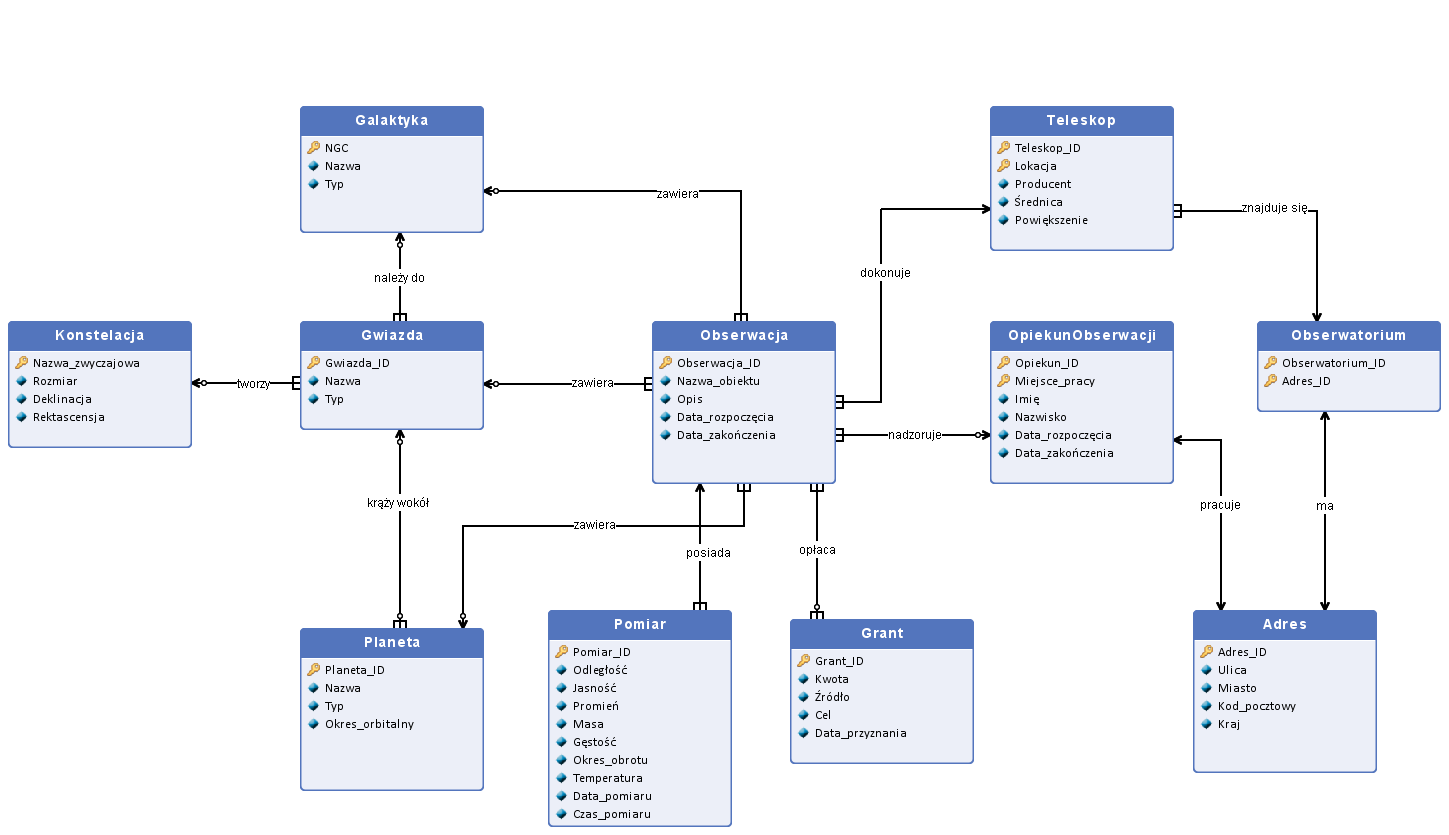 Galaktyka
NGC
Nazwa
Typ
Teleskop
Teleskop_ID
Lokacja
Producent
Średnica
Powiększenie
zawiera
znajduje się
dokonuje
należy do
Konstelacja
Nazwa_zwyczajowa
Rozmiar
Deklinacja
Rektascensja
tworzy
Gwiazda
Gwiazda_ID
Nazwa
Typ
zawiera
Obserwacja
Obserwacja_ID
Nazwa_obiektu
Opis
Data_rozpoczęcia
Data_zakończenia
nadzoruje
OpiekunObserwacji
Opiekun_ID
Miejsce_pracy
Imię
Nazwisko
Data_rozpoczęcia
Data_zakończenia
Obserwatorium
Obserwatorium_ID
Adres_ID
krąży wokół
zawiera
posiada
opłaca
pracuje
ma
Planeta
Planeta_ID
Nazwa
Typ
Okres_orbitalny
Pomiar
Pomiar_ID
Odległość
Jasność
Promień
Masa
Gęstość
Okres_obrotu
Temperatura
Data_pomiaru
Czas_pomiaru
Grant
Grant_ID
Kwota
Źródło
Cel
Data_przyznania
Adres
Adres_ID
Ulica
Miasto
Kod_pocztowy
Kraj